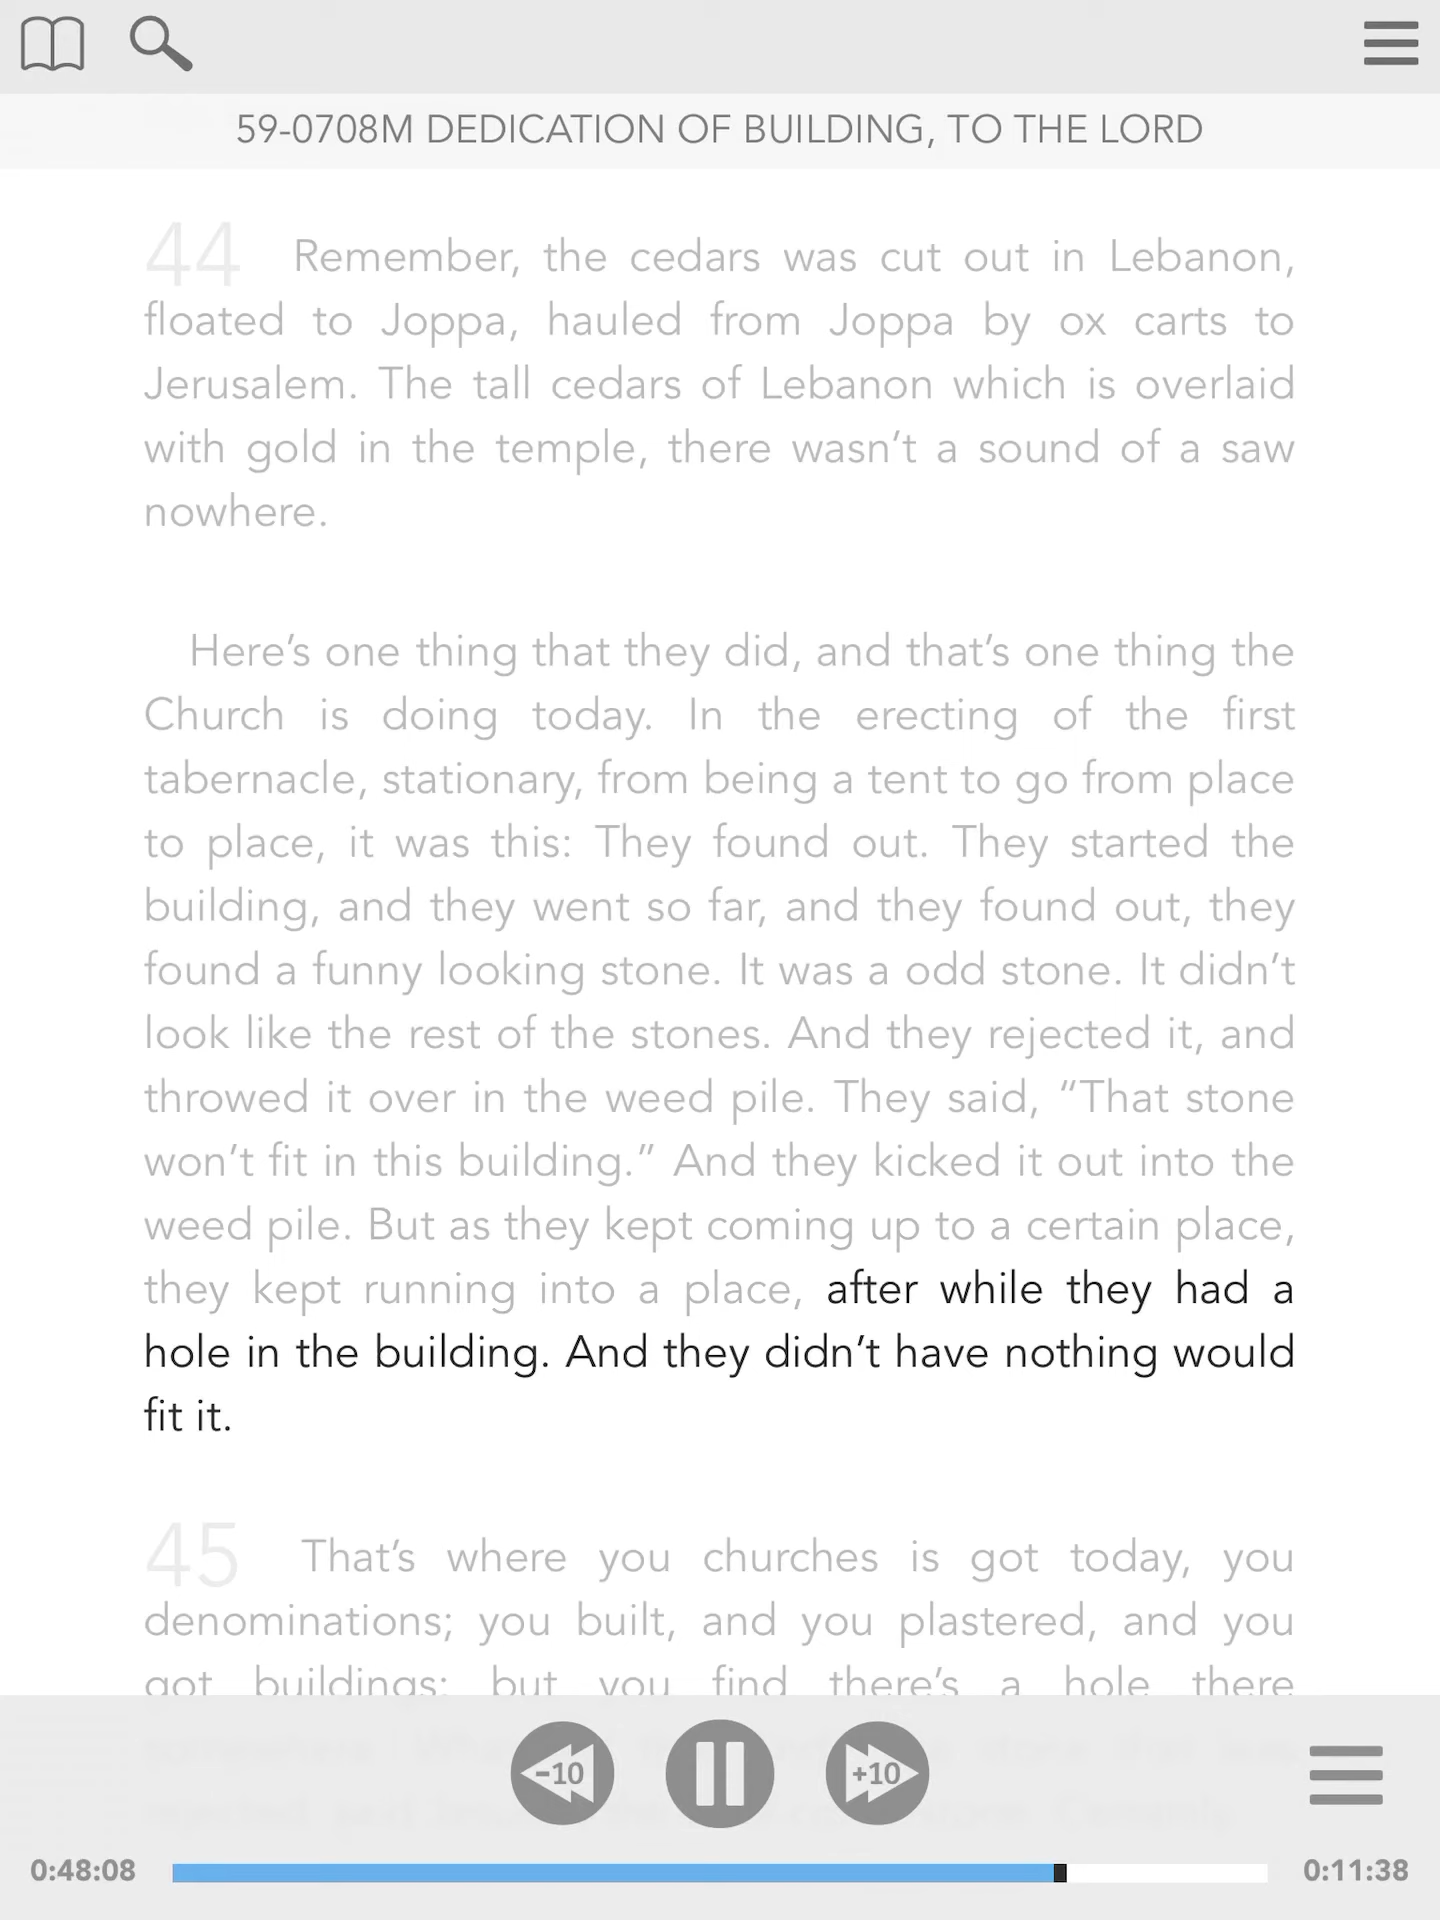 59-0708M DEDICATION OF BUILDING, TO THE LORD
44 Remember, the cedars was cut out in Lebanon,
floated to Joppa, hauled from Joppa by ox carts to
Jerusalem. The tall cedars of Lebanon which is overlaid
with gold in the temple, there wasn’t a sound of a saw
nowhere.
Here’s one thing that they did, and that’s one thing the
Church is doing today. In the erecting of the first
tabernacle, stationary, from being a tent to go from place
to place, it was this: They found out. They started the
building, and they went so far, and they found out, they
found a funny looking stone. It was a odd stone. It didn’t
look like the rest of the stones. And they rejected it, and
throwed it over in the weed pile. They said, “That stone
won’t fit in this building.” And they kicked it out into the
weed pile. But as they kept coming up to a certain place,
they kept running into a place, after while they had a
hole in the building. And they didn’t have nothing would
fit it.
45 That’s where you churches is got today, you
denominations; you built, and you plastered, and you
got buildings; but you find there’s a hole there
-10 +10
0:48:08 0:11:38